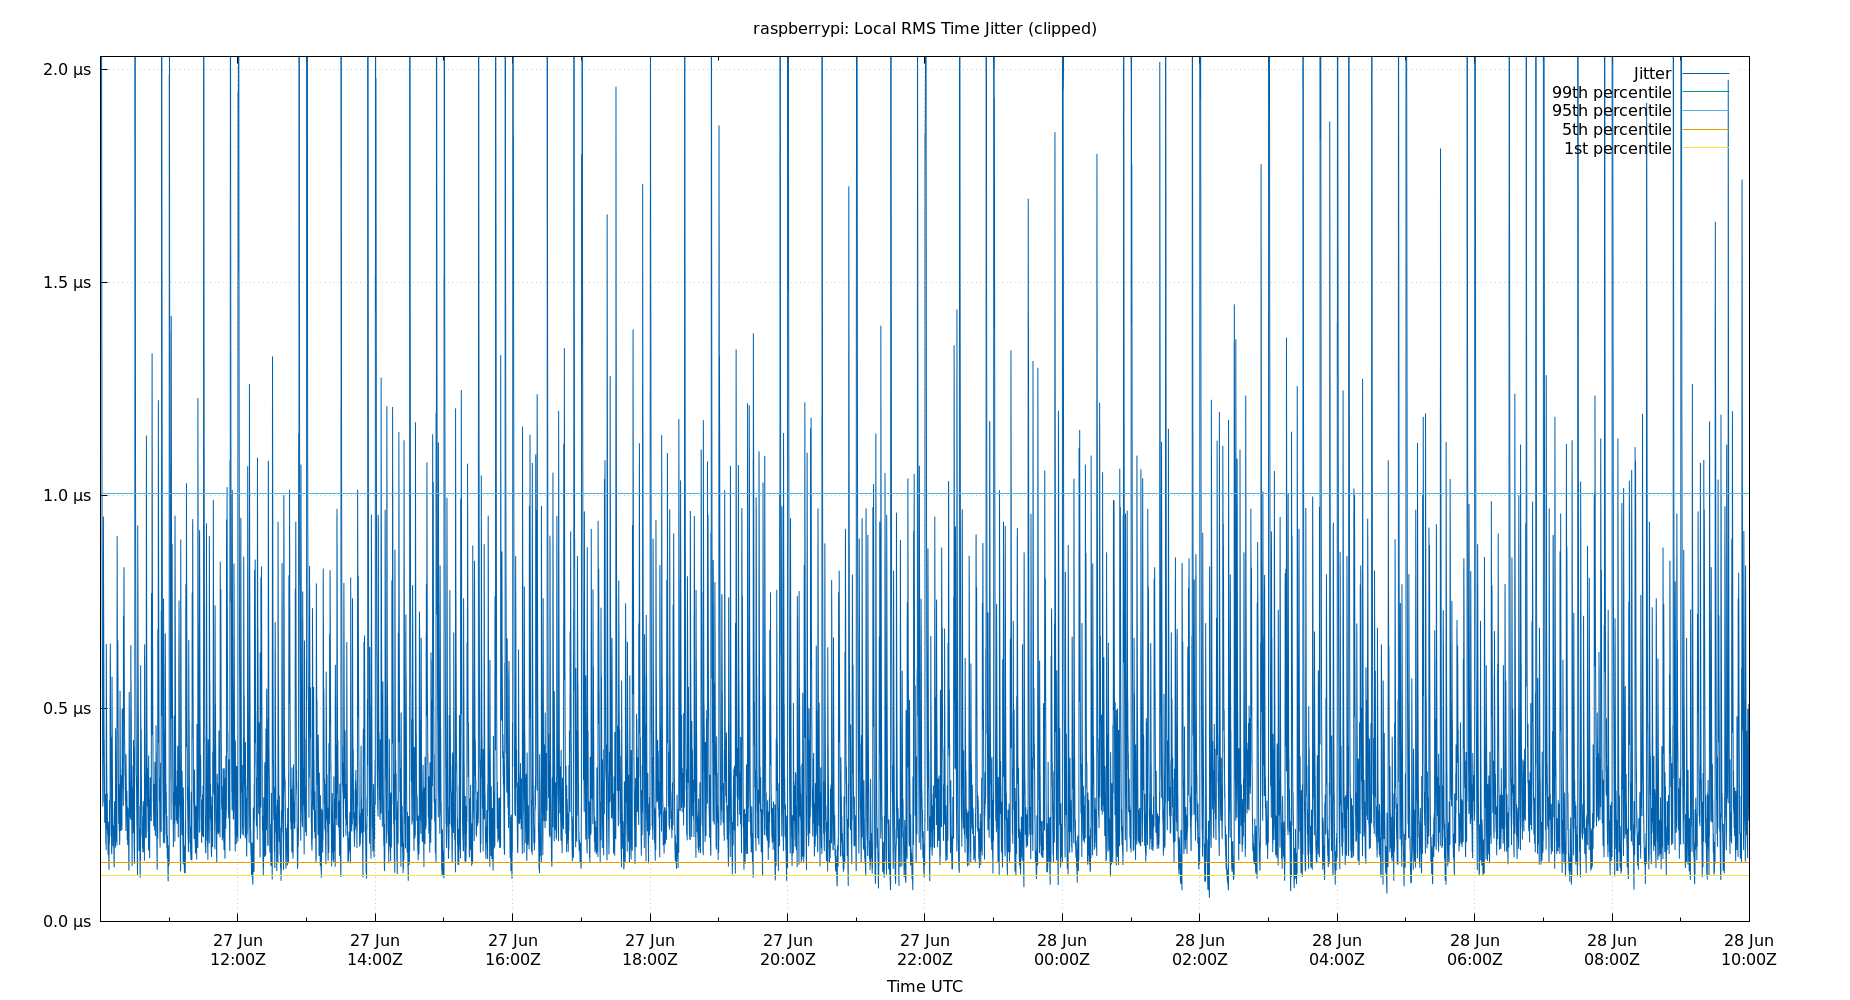 raspberrypi: Local RMS Time Jitter (clipped)
2.0 µs
1.5 µs
1.0 µs
0.5 µs
0.0 µs
Jitter
99th percentile
95th percentile
5th percentile
1st percentile
27 Jun 27 Jun 27 Jun 27 Jun 27 Jun 27 Jun 28 Jun 28 Jun 28 Jun 28 Jun 28 Jun 28 Jun
12:00Z 14:00Z 16:00Z 18:00Z 20:00Z 22:00Z 00:00Z 02:00Z 04:00Z 06:00Z 08:00Z 10:00Z
Time UTC